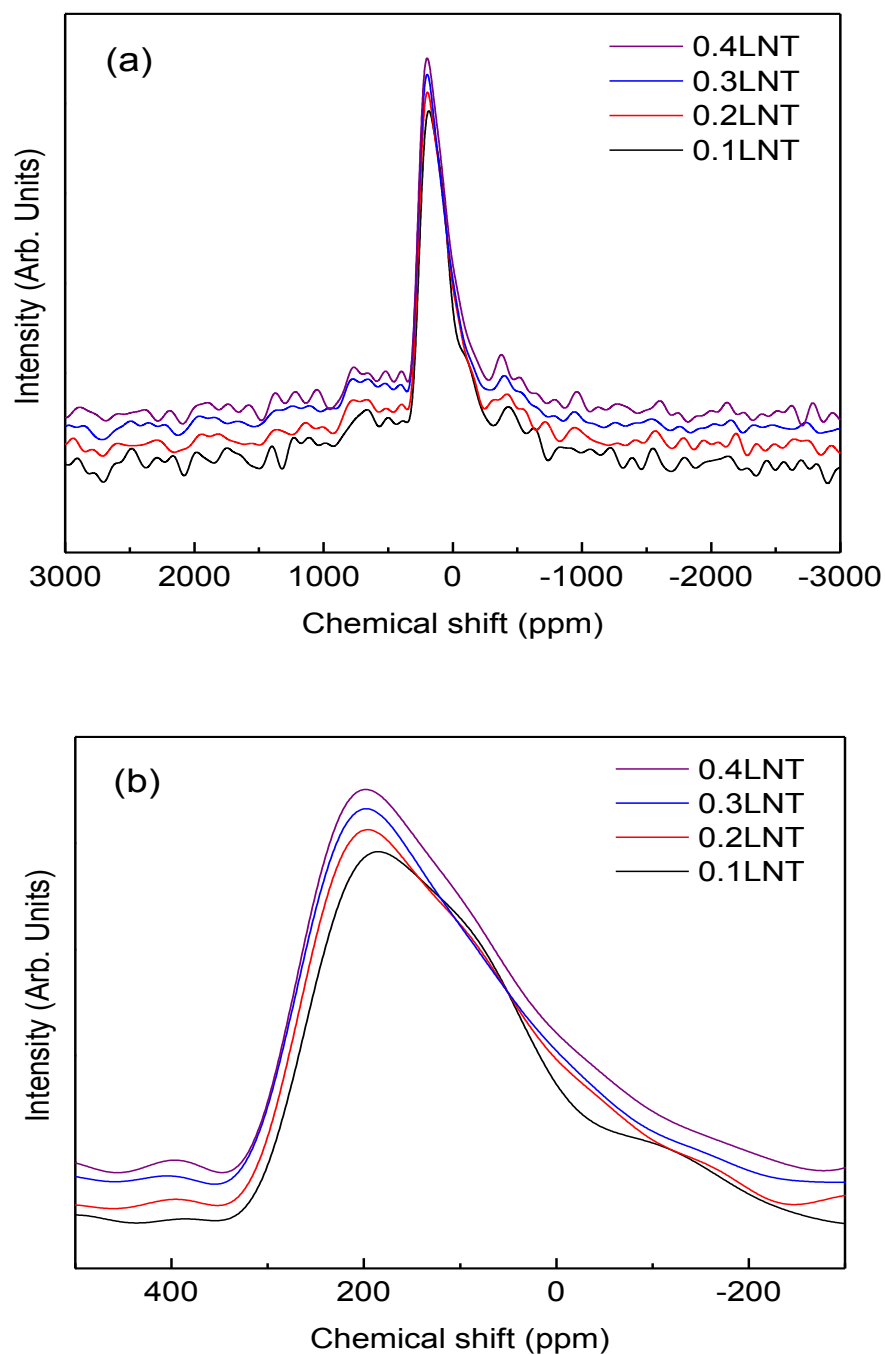 (a)
0.4LNT
0.3LNT
0.2LNT
0.1LNT
Intensity (Arb. Units)
3000 2000 1000 0 -1000 -2000 -3000
Chemical shift (ppm)
(b)
0.4LNT
0.3LNT
0.2LNT
0.1LNT
Intensity (Arb. Units)
400 200 0 -200
Chemical shift (ppm)